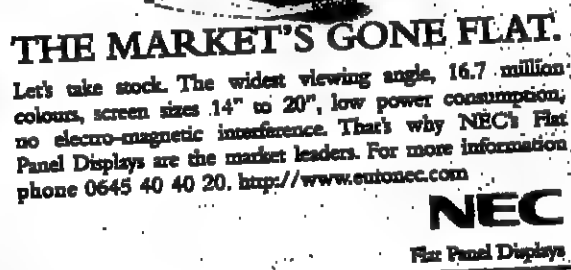 THE MARKET'S GONE FLAT.
Let's take stock. The widest viewing angle, 16.7 million
colours, screen sizes 14" to 20", low power consumption,
no electro-magnetic interference. That's why NEC's Flat
Panel Displays are the market leaders. For more information
phone 0645 40 40 20. http://www.euronec.com
NEC
Flat Panel Displays